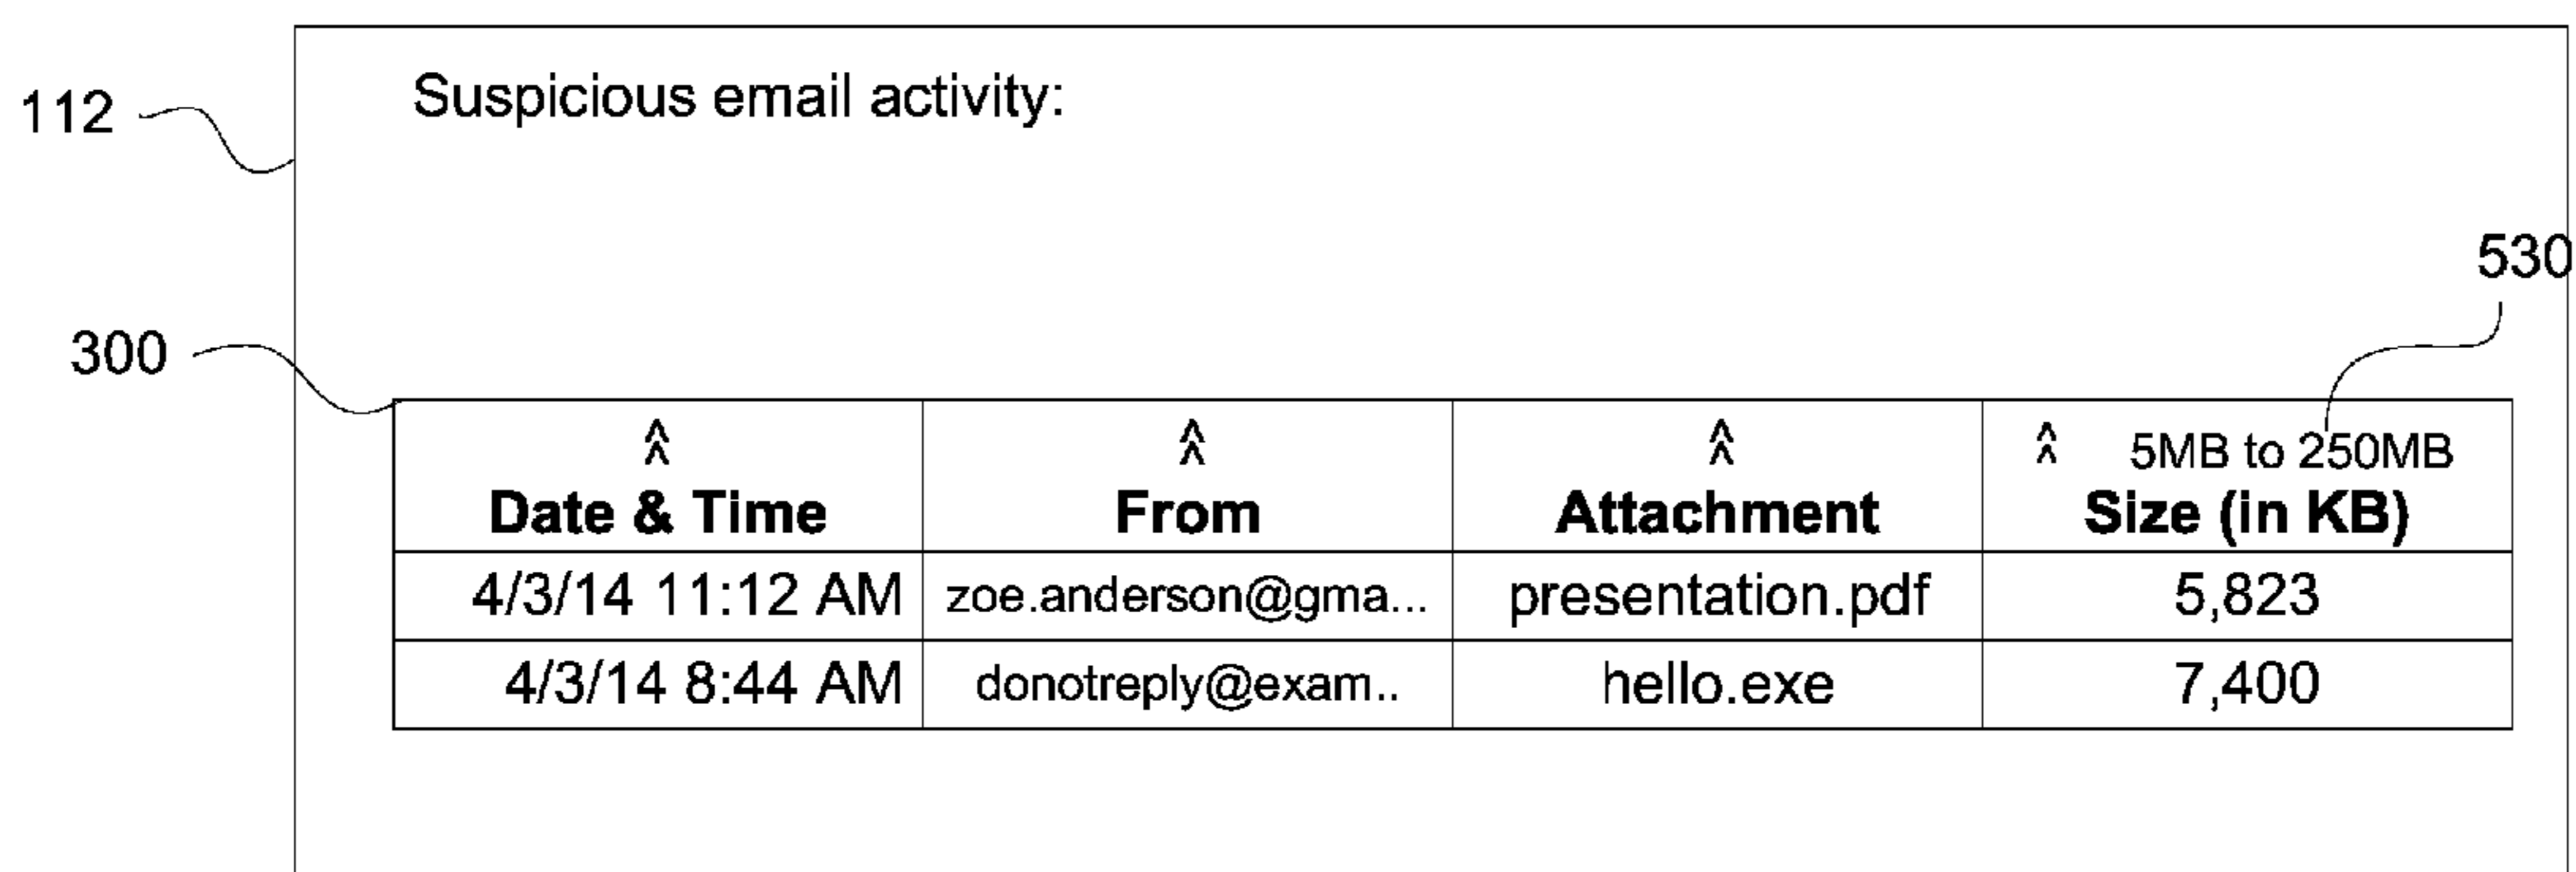 112
Suspicious email activity:
530
300
5MB to 250MB
Date & Time From Attachment Size (in KB)
4/3/14 11:12 AM zoe.anderson@gma... presentation.pdf 5,823
4/3/14 8:44 AM donotreply@exam.. hello.exe 7,400